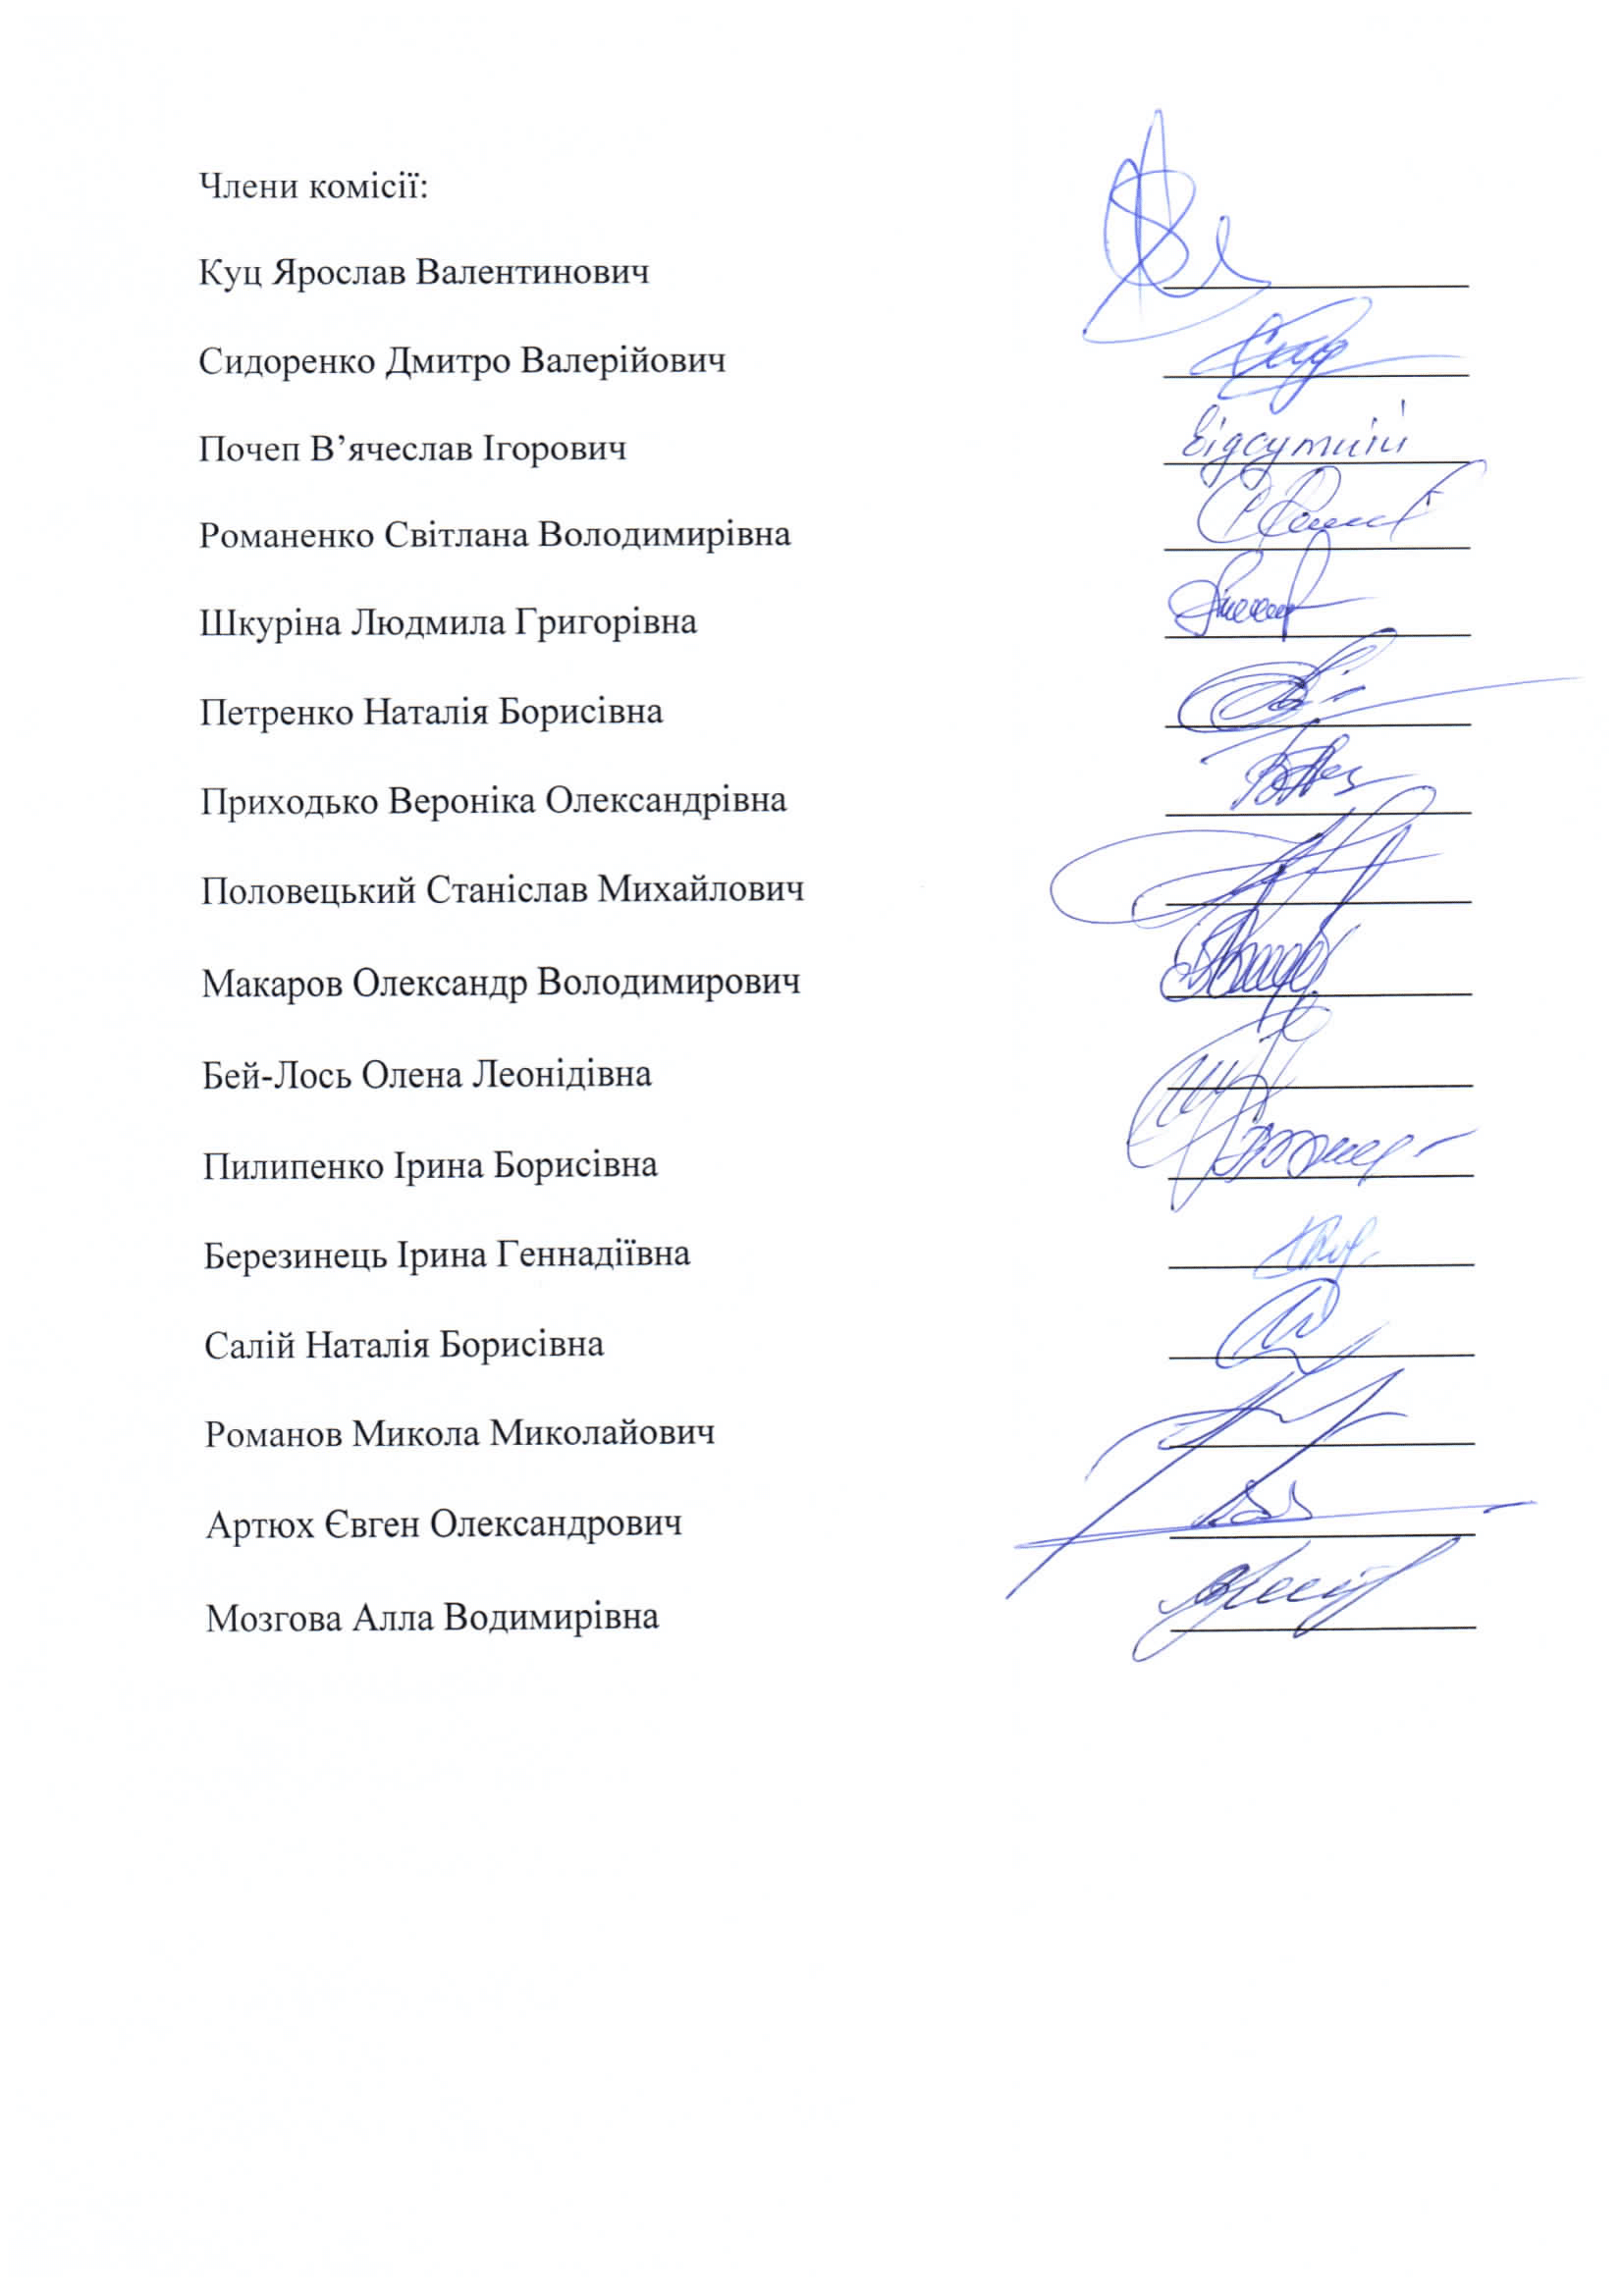 Члени комісії:
Куц Ярослав Валентинович
Сидоренко Дмитро Валерійович
Почеп В’ячеслав Ігорович відсутній
Романенко Світлана Володимирівна
Шкуріна Людмила Григорівна
Петренко Наталія Борисівна
Приходько Вероніка Олександрівна
Половецький Станіслав Михайлович
Макаров Олександр Володимирович
Бей-Лось Олена Леонідівна
Пилипенко Ірина Борисівна
Березинець Ірина Геннадіївна
Салій Наталія Борисівна
Романов Микола Миколайович
Артюх Євген Олександрович
Мозгова Алла Водимирівна